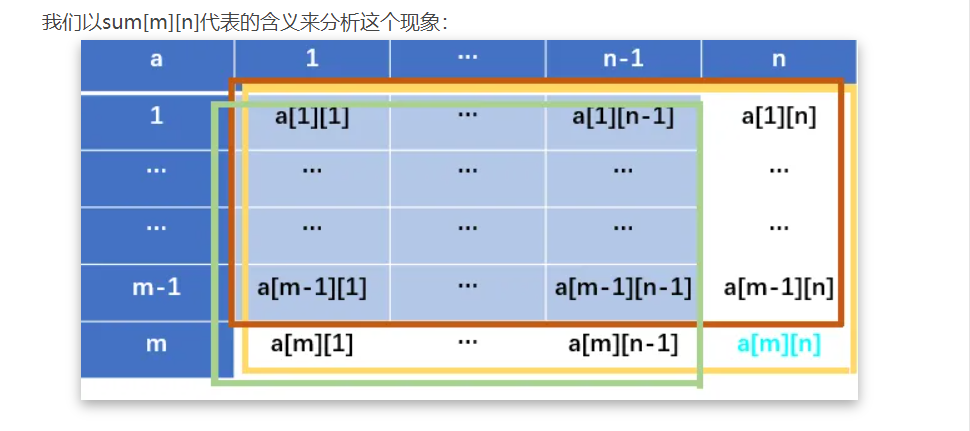 我们以sum[m][n]代表的含义来分析这个现象：
a 1 ... n-1 n
1 a[1][1] ... a[1][n-1] a[1][n]
... ... ... ... ...
... ... ... ... ...
m-1 a[m-1][1] ... a[m-1][n-1] a[m-1][n]
m a[m][1] ... a[m][n-1] a[m][n]